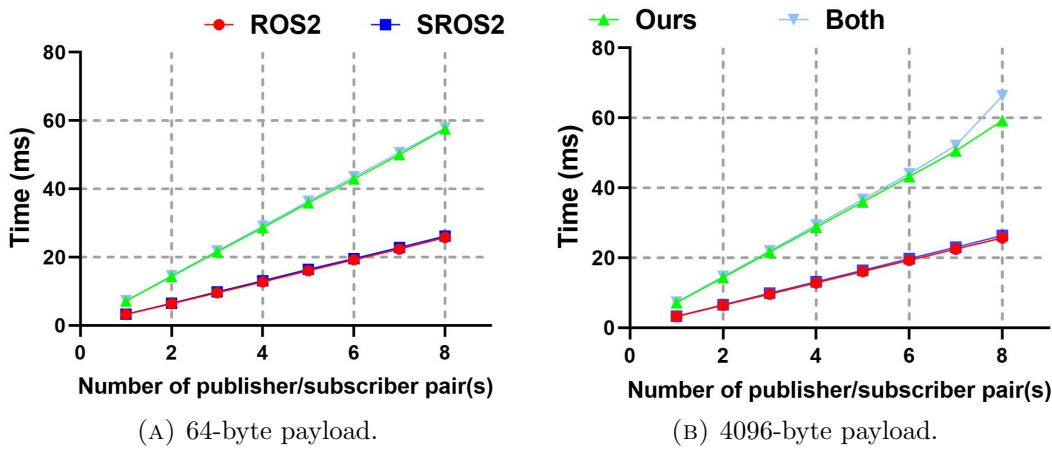 ROS2 SROS2 Ours Both
80
60
40
20
0
Time (ms)
0 2 4 6 8
Number of publisher/subscriber pair(s)
(A) 64-byte payload.
80
60
40
20
0
Time (ms)
0 2 4 6 8
Number of publisher/subscriber pair(s)
(B) 4096-byte payload.